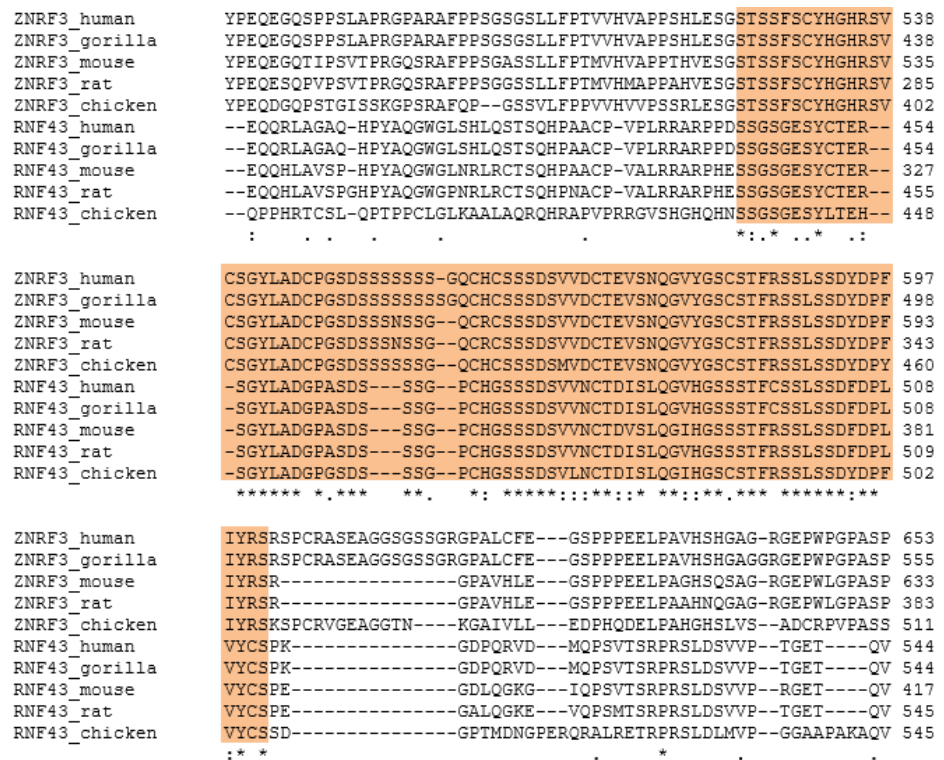 ZNRF3_human YPEQEGQSPPSLAPRGPARAFPPSGSGSLLFPTVVHVAPPSHLESGSTSSFSCYHGHRSV 538
ZNRF3_gorilla YPEQEGQSPPSLAPRGPARAFPPSGSGSLLFPTVVHVAPPSHLESGSTSSFSCYHGHRSV 438
ZNRF3_mouse YPEQEGQTIPSVTPRGQSRAFPPSGASSLLFPTMVHVAPPTHVESGSTSSFSCYHGHRSV 535
ZNRF3_rat YPEQESQPVPSVTPRGQSRAFPPSGGSSLLFPTMVHMAPPAHVESGSTSSFSCYHGHRSV 285
ZNRF3_chicken YPEQDGQPSTGISSKGPSRAFQP--GSSVLFPPVVHVVPPSSRLESGSTSSFSCYHGHRSV 402
RNF43_human --EQQRLAGAQ-HPYAQGWGLSHLQSTSQHPAACP-VPLRRARPPDSSGSGESYCTER-- 454
RNF43_gorilla --EQQRLAGAQ-HPYAQGWGLSHLQSTSQHPAACP-VPLRRARPPDSSGSGESYCTER-- 454
RNF43_mouse --EQQHLAVSP-HPYAQGWGLNRLRCTSQHPAACP-VALRRARPHESSGSGESYCTER-- 327
RNF43_rat --EQQHLAVSPGHPYAQGWGPNRLRCTSQHPNACP-VALRRARPHESSGSGESYCTER-- 455
RNF43_chicken --QPPHRTCSL-QPTPPCLGLKAALAQRQHRAPVPRRGVSHGHQHNSSGSGESYLTEH-- 448
: . . . . . *:.* ..* .:
ZNRF3_human CSGYLADCPGSDSSSSSSSS-GQCHCSSSDSVVDCTEVSNQGVYGSCSTFRSSLSSDYDPF 597
ZNRF3_gorilla CSGYLADCPGSDSSSSSSSSSGQCHCSSSDSVVDCTEVSNQGVYGSCSTFRSSLSSDYDPF 498
ZNRF3_mouse CSGYLADCPGSDSSSNSSG--QCRCSSSDSVVDCTEVSNQGVYGSCSTFRSSLSSDYDPF 593
ZNRF3_rat CSGYLADCPGSDSSSNSSG--QCRCSSSDSVVDCTEVSNQGVYGSCSTFRSSLSSDYDPF 343
ZNRF3_chicken CSGYLADCPGSDSSSSSSG--QCHCSSSDSMVDCTEVSNQGVYGSCSTFRSSLSSDYDPY 460
RNF43_human -SGYLADGPASDS---SSG--PCHGSSSDSVVNCTDISLQGVHGSSSTFCSSLSSDFDPL 508
RNF43_gorilla -SGYLADGPASDS---SSG--PCHGSSSDSVVNCTDISLQGVHGSSSTFCSSLSSDFDPL 508
RNF43_mouse -SGYLADGPASDS---SSG--PCHGSSSDSVVNCTDVSLQGIHGSSSTFRSSLSSDFDPL 381
RNF43_rat -SGYLADGPASDS---SSG--PCHGSSSDSVVNCTDISLQGVHGSSSTFRSSLSSDFDPL 509
RNF43_chicken -SGYLADGPGSDS---SSG--PCHGSSSDSVLNCTDISLQGIHGSCSTFRSSLSSDYDPF 502
****** *.*** **. *: *****:::**::* **::**.*** ******:**
ZNRF3_human IYRSRSPCRASEAGGSGSSGRGPALCFE---GSPPPEELPAVHSHGAG-RGEPWPGPASP 653
ZNRF3_gorilla IYRSRSPCRASEAGGSGSSGRGPALCFE---GSPPPEELPAVHSHGAGGRGEPWPGPASP 555
ZNRF3_mouse IYRSR----------------GPAVHLE---GSPPPEELPAGHSQSAG-RGEPWLGPASP 633
ZNRF3_rat IYRSR----------------GPAVHLE---GSPPPEELPAAHNQGAG-RGEPWLGPASP 383
ZNRF3_chicken IYRSKSPCRVGEAGGTN----KGAIVLL---EDPHQDELPAHGHSLVS--ADCRPVPASS 511
RNF43_human VYCSPK---------------GDPQRVD---MQPSVTSRPRSLDSVVP--TGET----QV 544
RNF43_gorilla VYCSPK---------------GDPQRVD---MQPSVTSRPRSLDSVVP--TGET----QV 544
RNF43_mouse VYCSPE---------------GDLQGKG---IQPSVTSRPRSLDSVVP--RGET----QV 417
RNF43_rat VYCSPE---------------GALQGKE---VQPSMTSRPRSLDSVVP--TGET----QV 545
RNF43_chicken VYCSSD---------------GPTMDNGPERQRALRETRPRSLDLMVP--GGAAPAKAQV 545
:* * . * . .